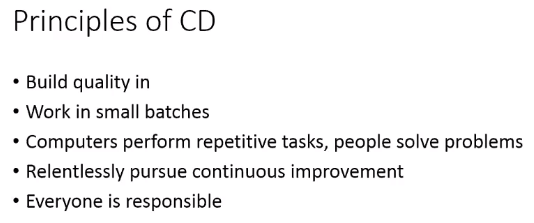 Principles of CD
• Build quality in
• Work in small batches
• Computers perform repetitive tasks, people solve problems
• Relentlessly pursue continuous improvement
• Everyone is responsible